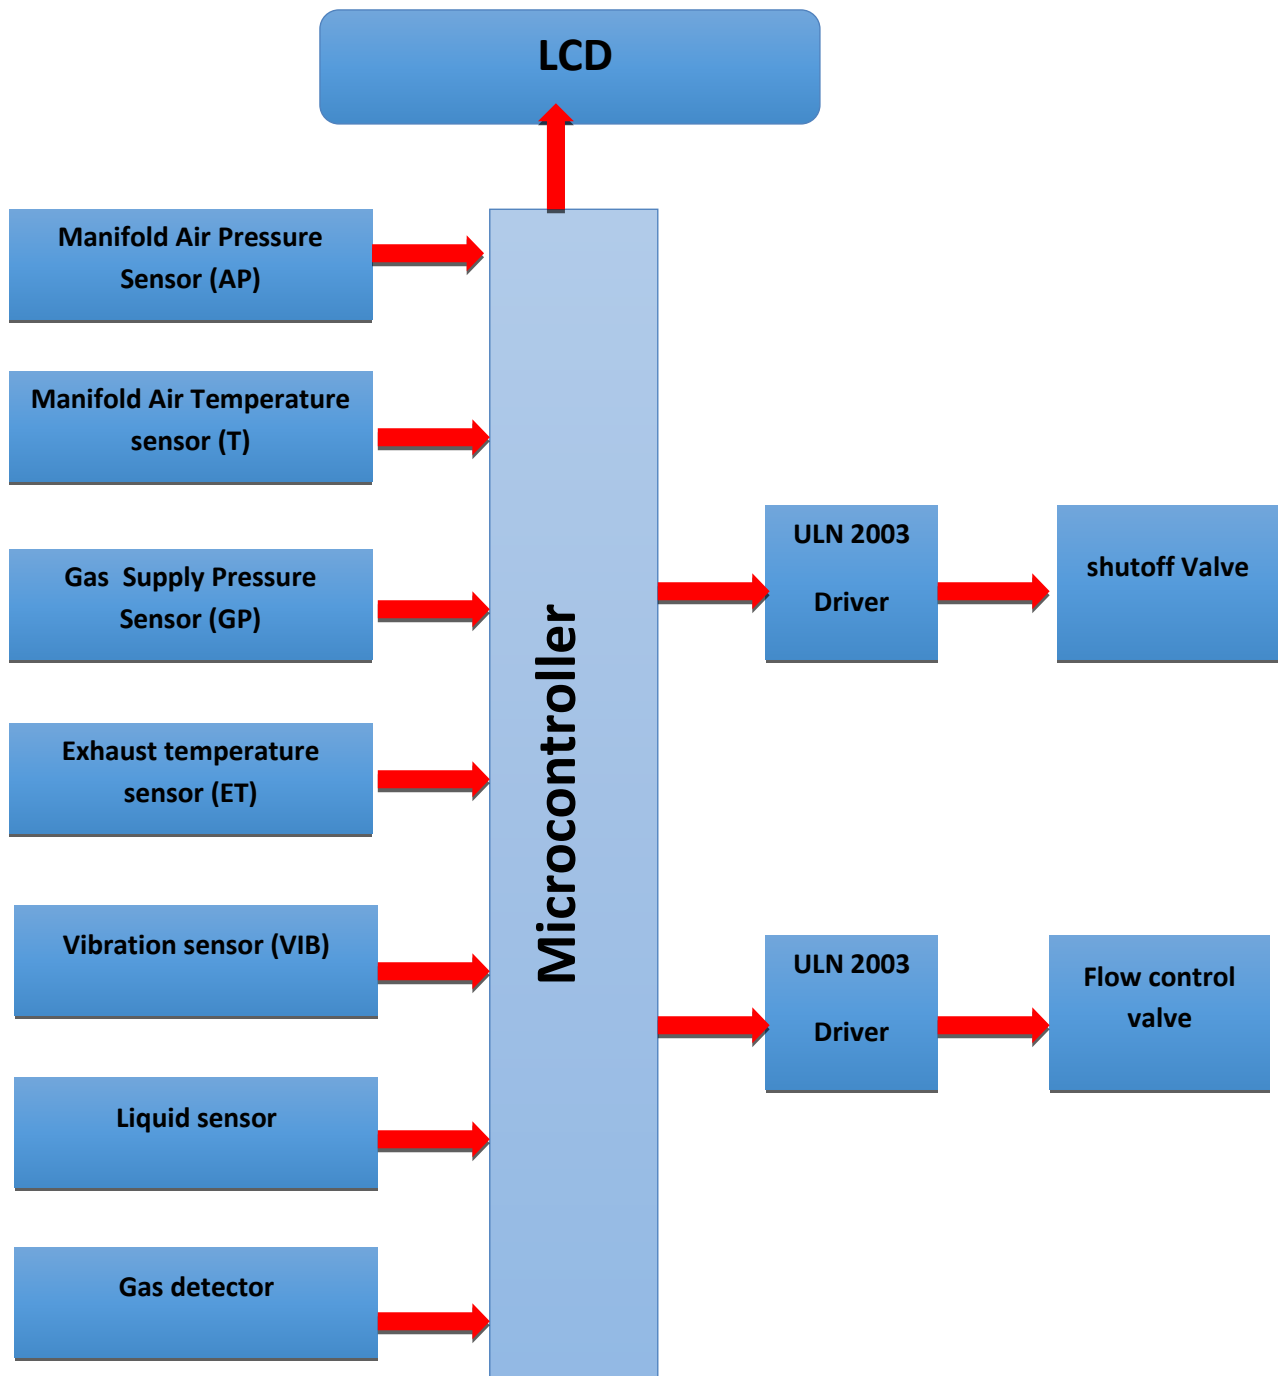 LCD
Manifold Air Pressure
Sensor (AP)
Manifold Air Temperature
sensor (T)
Gas  Supply Pressure
Sensor (GP)
Exhaust temperature
sensor (ET)
Vibration sensor (VIB)
Liquid sensor
Gas detector
Microcontroller
ULN 2003
Driver
shutoff Valve
ULN 2003
Driver
Flow control
valve